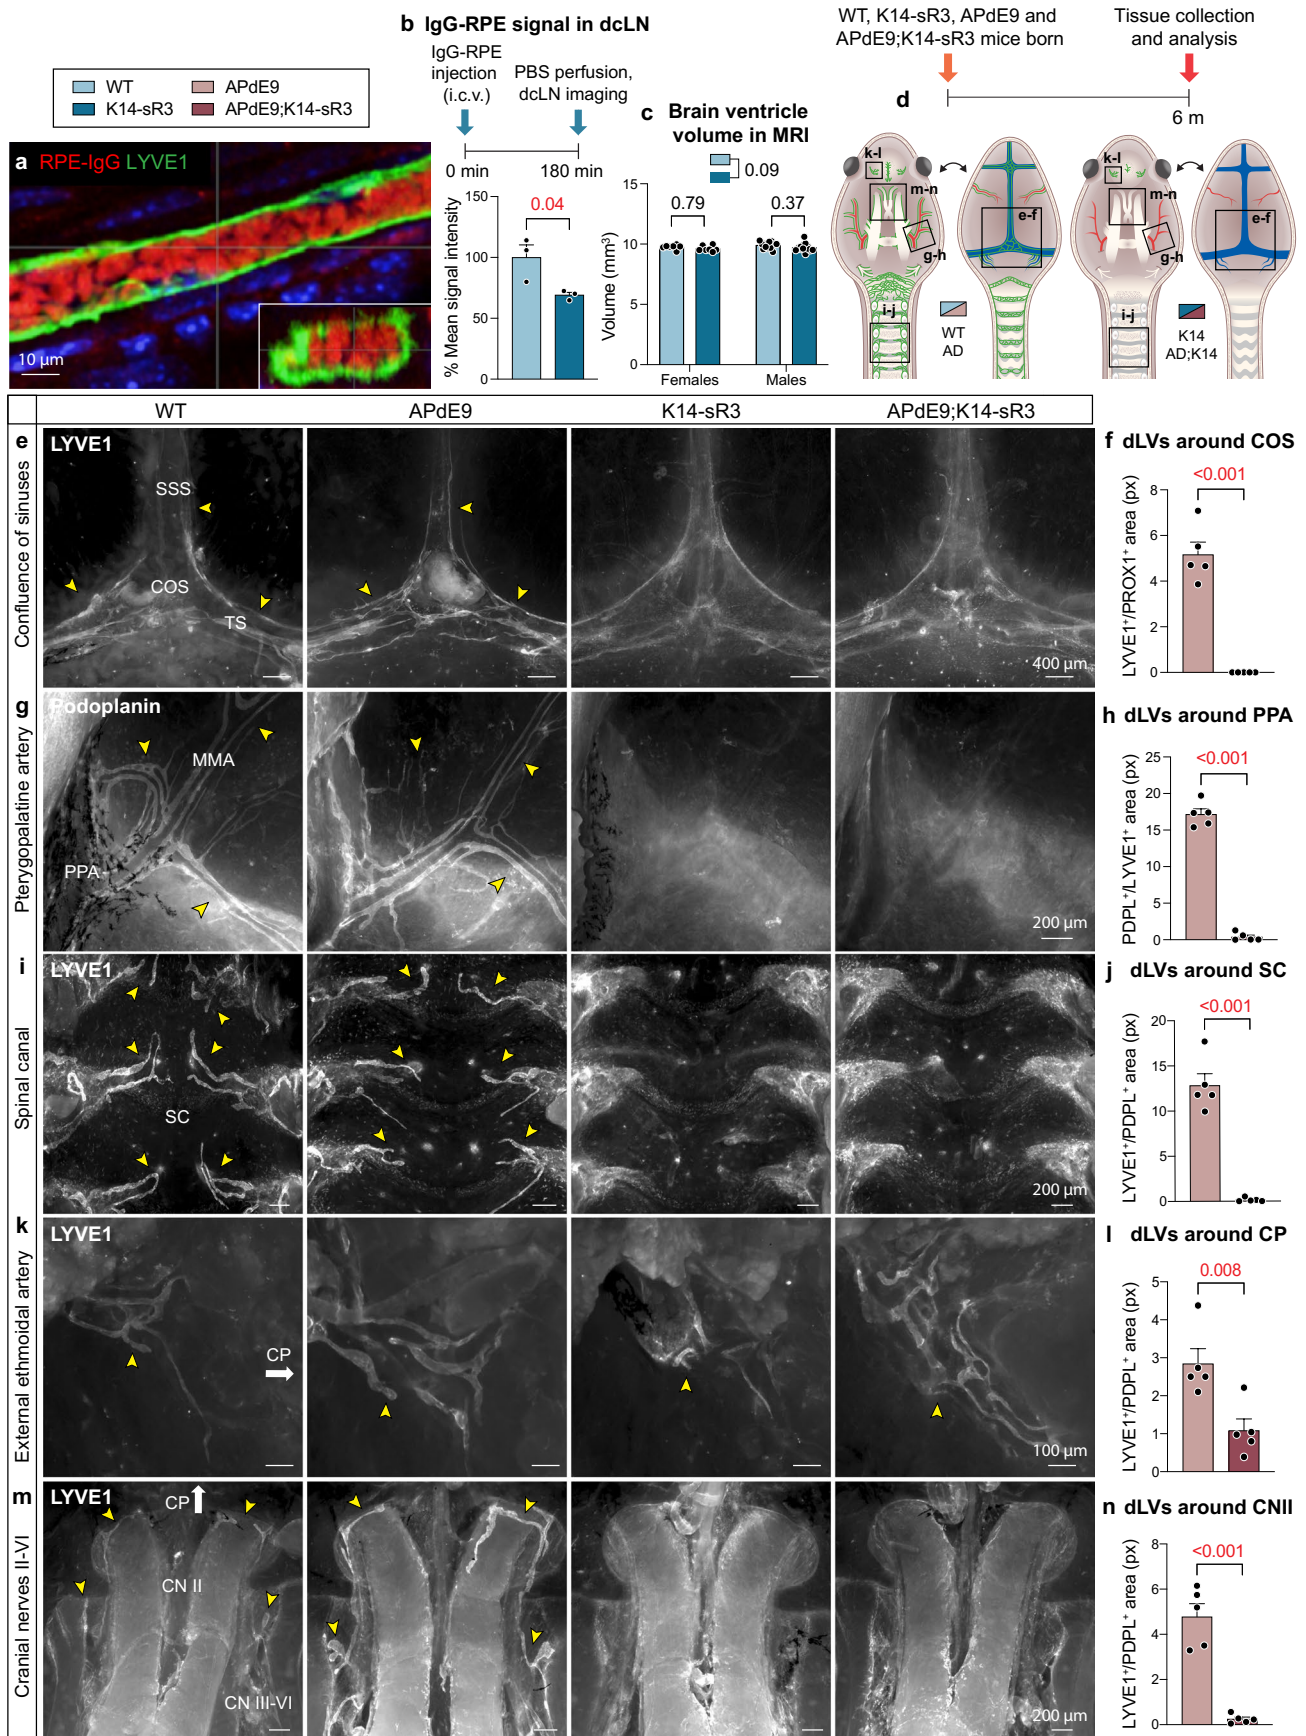 WT
APdE9
K14-sR3
APdE9;K14-sR3
a RPE-IgG LYVE1
10 µm
b IgG-RPE signal in dcLN
IgG-RPE
injection
(i.c.v.)
PBS perfusion,
dcLN imaging
0 min
180 min
% Mean signal intensity
150
100
50
0
0.04
c Brain ventricle
volume in MRI
0.09
Volume (mm³)
15
10
5
0
0.79
0.37
Females
Males
WT, K14-sR3, APdE9 and
APdE9;K14-sR3 mice born
Tissue collection
and analysis
d
6 m
k-l
m-n
e-f
g-h
i-j
WT
AD
k-l
m-n
e-f
g-h
i-j
K14
AD;K14
WT
APdE9
K14-sR3
APdE9;K14-sR3
e
Confluence of sinuses
LYVE1
SSS
COS
TS
400 µm
f dLVs around COS
LYVE1⁺/PROX1⁺ area (px)
8
6
4
2
0
<0.001
g
Pterygopalatine artery
Podoplanin
MMA
PPA
200 µm
h dLVs around PPA
PDPL⁺/LYVE1⁺ area (px)
25
20
15
10
5
0
<0.001
i
Spinal canal
LYVE1
SC
200 µm
j dLVs around SC
LYVE1⁺/PDPL⁺ area (px)
20
15
10
5
0
<0.001
k
External ethmoidal artery
LYVE1
CP
100 µm
l dLVs around CP
LYVE1⁺/PDPL⁺ area (px)
5
4
3
2
1
0
0.008
m
Cranial nerves II-VI
LYVE1
CP
CN II
CN III-VI
200 µm
n dLVs around CNII
LYVE1⁺/PDPL⁺ area (px)
8
6
4
2
0
<0.001